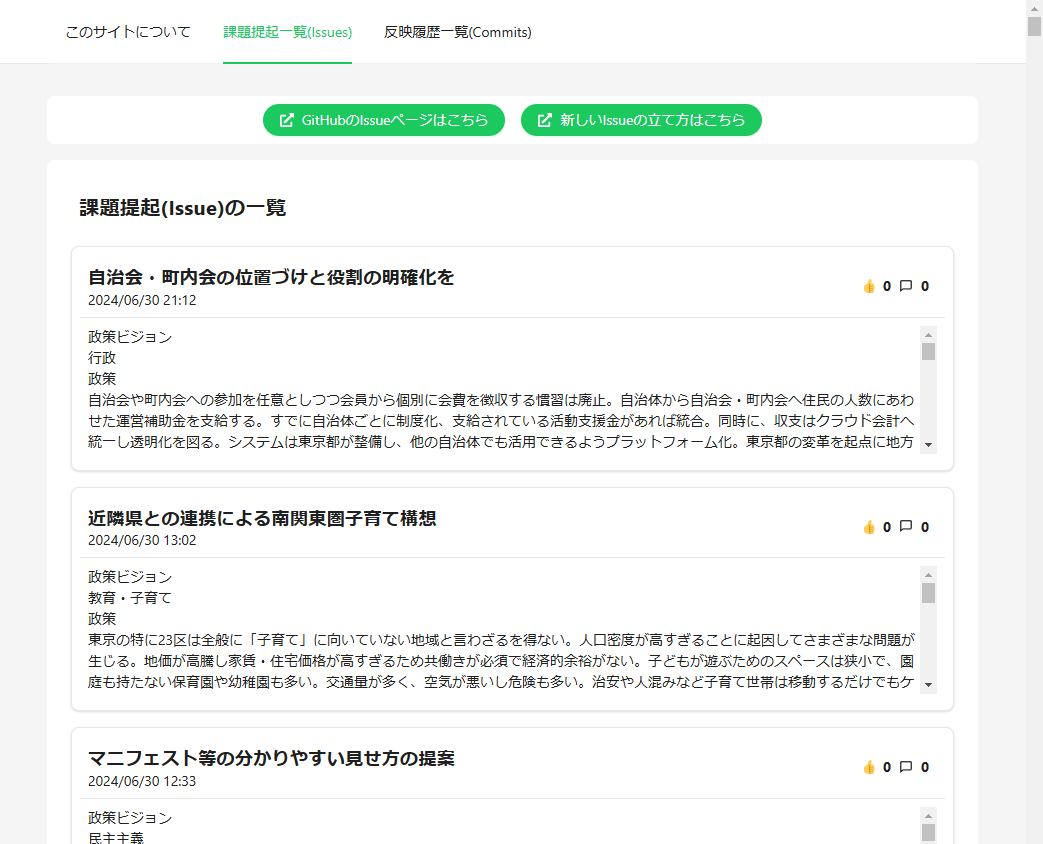 このサイトについて
課題提起一覧(Issues)
反映履歴一覧(Commits)
GitHubのIssueページはこちら
新しいIssueの立て方はこちら
課題提起(Issue)の一覧
自治会・町内会の位置づけと役割の明確化を
2024/06/30 21:12
👍 0 0
政策ビジョン
行政
政策
自治会や町内会への参加を任意としつつ会員から個別に会費を徴収する慣習は廃止。自治体から自治会・町内会へ住民の人数にあわ
せた運営補助金を支給する。すでに自治体ごとに制度化、支給されている活動支援金があれば統合。同時に、収支はクラウド会計へ
統一し透明化を図る。システムは東京都が整備し、他の自治体でも活用できるようプラットフォーム化。東京都の変革を起点に地方
近隣県との連携による南関東圏子育て構想
2024/06/30 13:02
👍 0 0
政策ビジョン
教育・子育て
政策
東京の特に23区は全般に「子育て」に向いていない地域と言わざるを得ない。人口密度が高すぎることに起因してさまざまな問題が
生じる。地価が高騰し家賃・住宅価格が高すぎるため共働きが必須で経済的余裕がない。子どもが遊ぶためのスペースは狭小で、園
庭も持たない保育園や幼稚園も多い。交通量が多く、空気が悪いし危険も多い。治安や人混みなど子育て世帯は移動するだけでもケ
マニフェスト等の分かりやすい見せ方の提案
2024/06/30 12:33
👍 0 0
政策ビジョン
民主主義